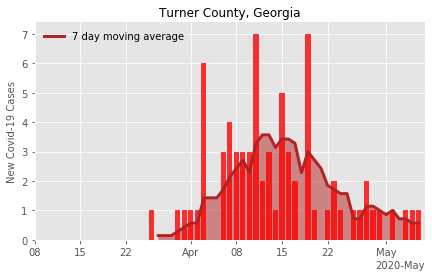 Turner County, Georgia
7 day moving average
New Covid-19 Cases
7
6
5
4
3
2
1
0
08 15 22 Apr 08 15 22 May
2020-May